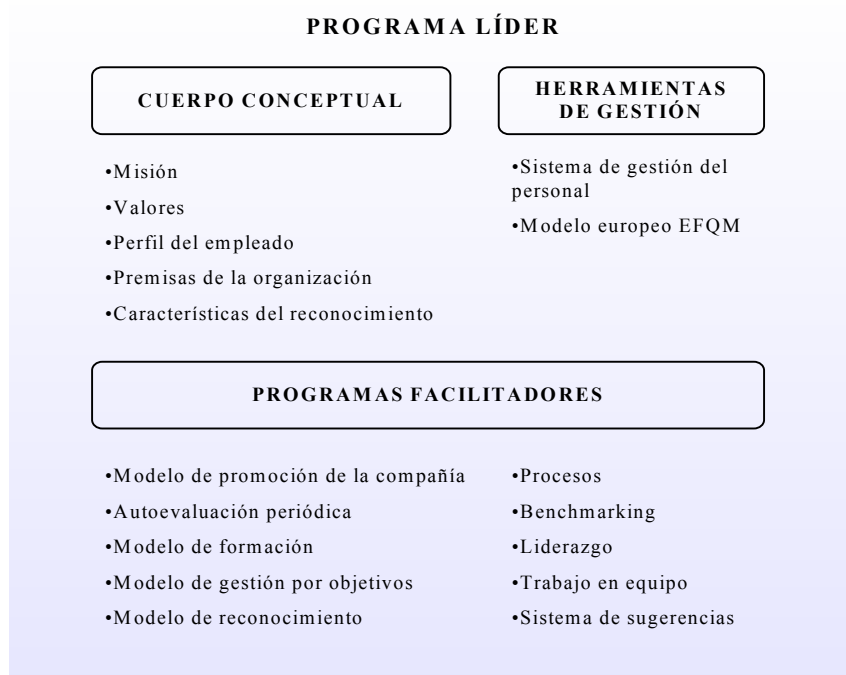 PROGRAMA LÍDER
CUERPO CONCEPTUAL
•Misión
•Valores
•Perfil del empleado
•Premisas de la organización
•Características del reconocimiento
HERRAMIENTAS
DE GESTIÓN
•Sistema de gestión del
personal
•Modelo europeo EFQM
PROGRAMAS FACILITADORES
•Modelo de promoción de la compañía
•Autoevaluación periódica
•Modelo de formación
•Modelo de gestión por objetivos
•Modelo de reconocimiento
•Procesos
•Benchmarking
•Liderazgo
•Trabajo en equipo
•Sistema de sugerencias